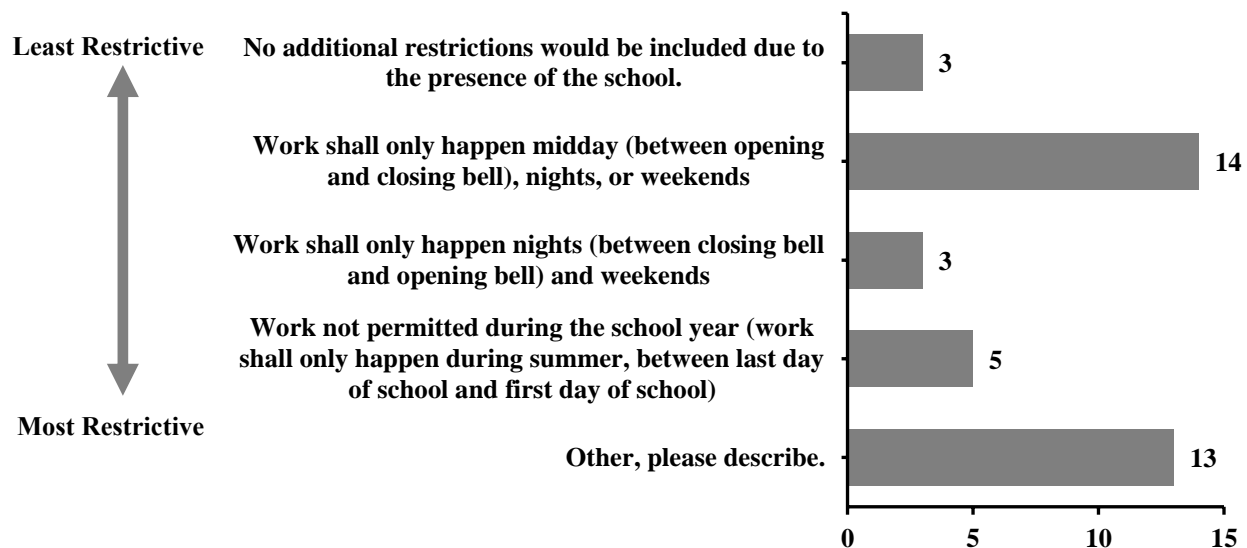 Least Restrictive
No additional restrictions would be included due to
the presence of the school.
3
Work shall only happen midday (between opening
and closing bell), nights, or weekends
14
Work shall only happen nights (between closing bell
and opening bell) and weekends
3
Work not permitted during the school year (work
shall only happen during summer, between last day
of school and first day of school)
5
Most Restrictive
Other, please describe.
13
0 5 10 15